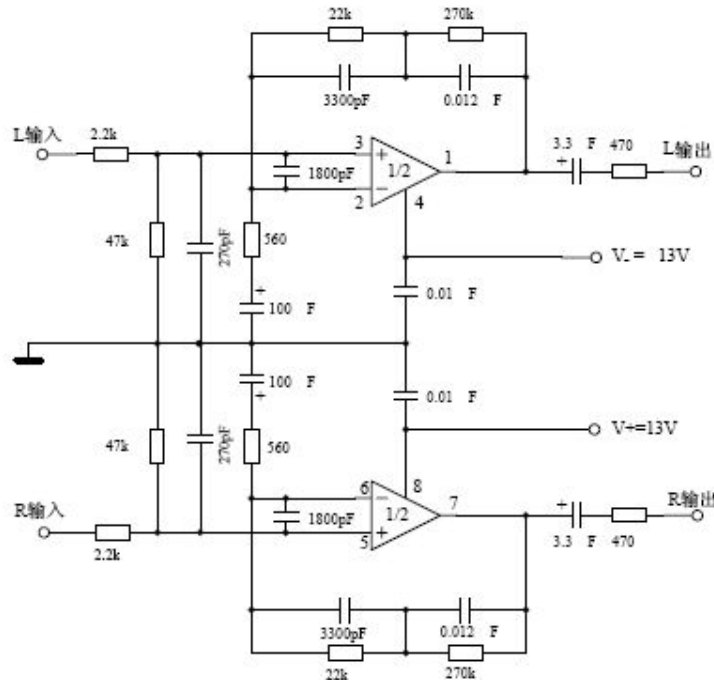 22k 270k
3300pF 0.012 F
L输入 2.2k 3 1 3.3 F 470 L输出
1800pF 1/2
2 4
47k 270pF 560
V- = 13V
100 F 0.01 F
100 F 0.01 F
47k 270pF 560 V+=13V
6 8 7
R输入 1800pF 1/2 R输出
2.2k 5 3.3 F 470
3300pF 0.012 F
22k 270k